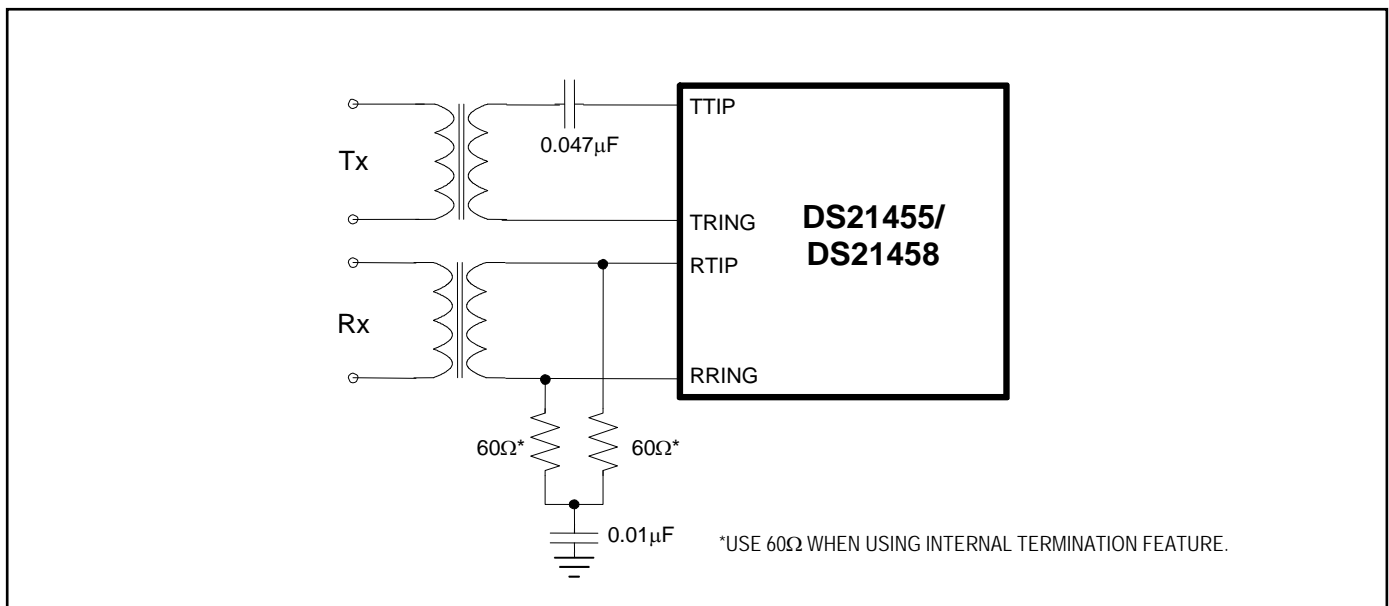 TTIP
0.047µF
Tx
TRING
DS21455/
DS21458
RTIP
Rx
RRING
60Ω*
60Ω*
0.01µF
*USE 60Ω WHEN USING INTERNAL TERMINATION FEATURE.